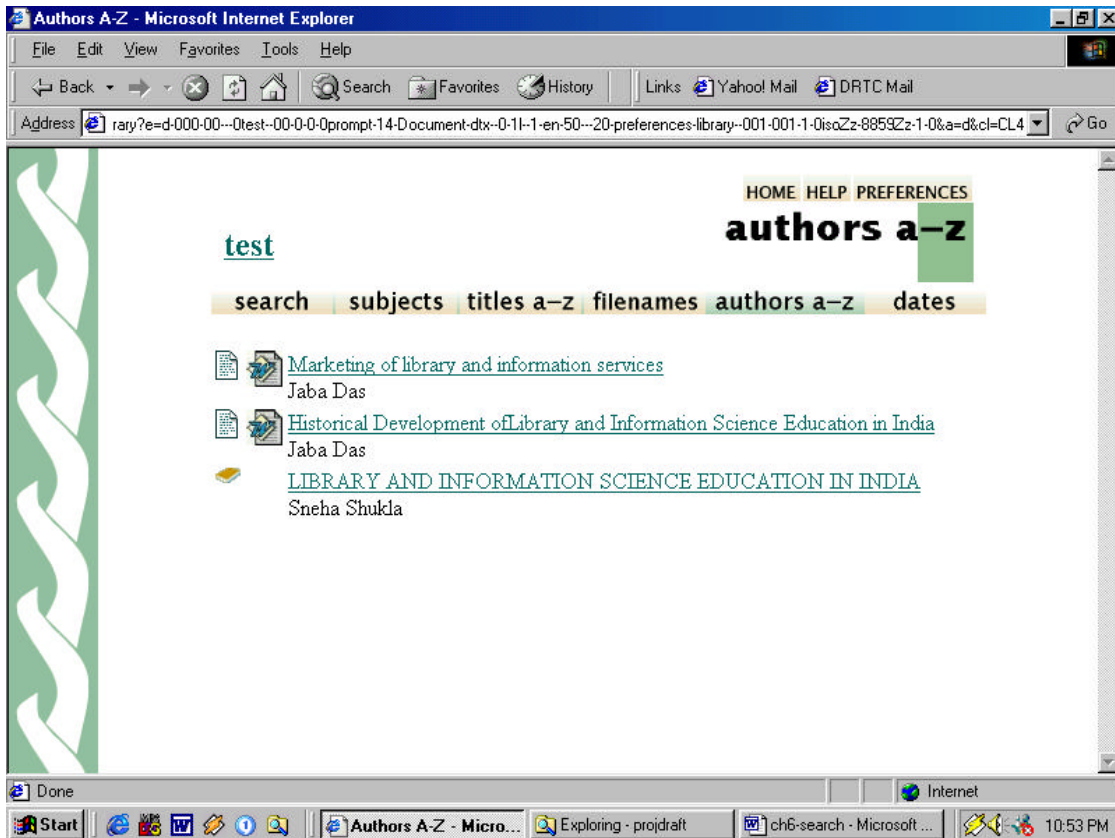 Authors A-Z - Microsoft Internet Explorer
File Edit View Favorites Tools Help
Back Search Favorites History Links Yahoo! Mail DRTC Mail
Address rary?e=d-000-00---0test--00-0-0-0prompt-14-Document-dtx--0-1l--1-en-50---20-preferences-library--001-001-1-0isoZz-8859Zz-1-0&a=d&cl=CL4 Go
HOME HELP PREFERENCES
authors a–z
test
search subjects titles a–z filenames authors a–z dates
Marketing of library and information services
Jaba Das
Historical Development ofLibrary and Information Science Education in India
Jaba Das
LIBRARY AND INFORMATION SCIENCE EDUCATION IN INDIA
Sneha Shukla
Done Internet
Start Authors A-Z - Micro... Exploring - projdraft ch6-search - Microsoft ... 10:53 PM